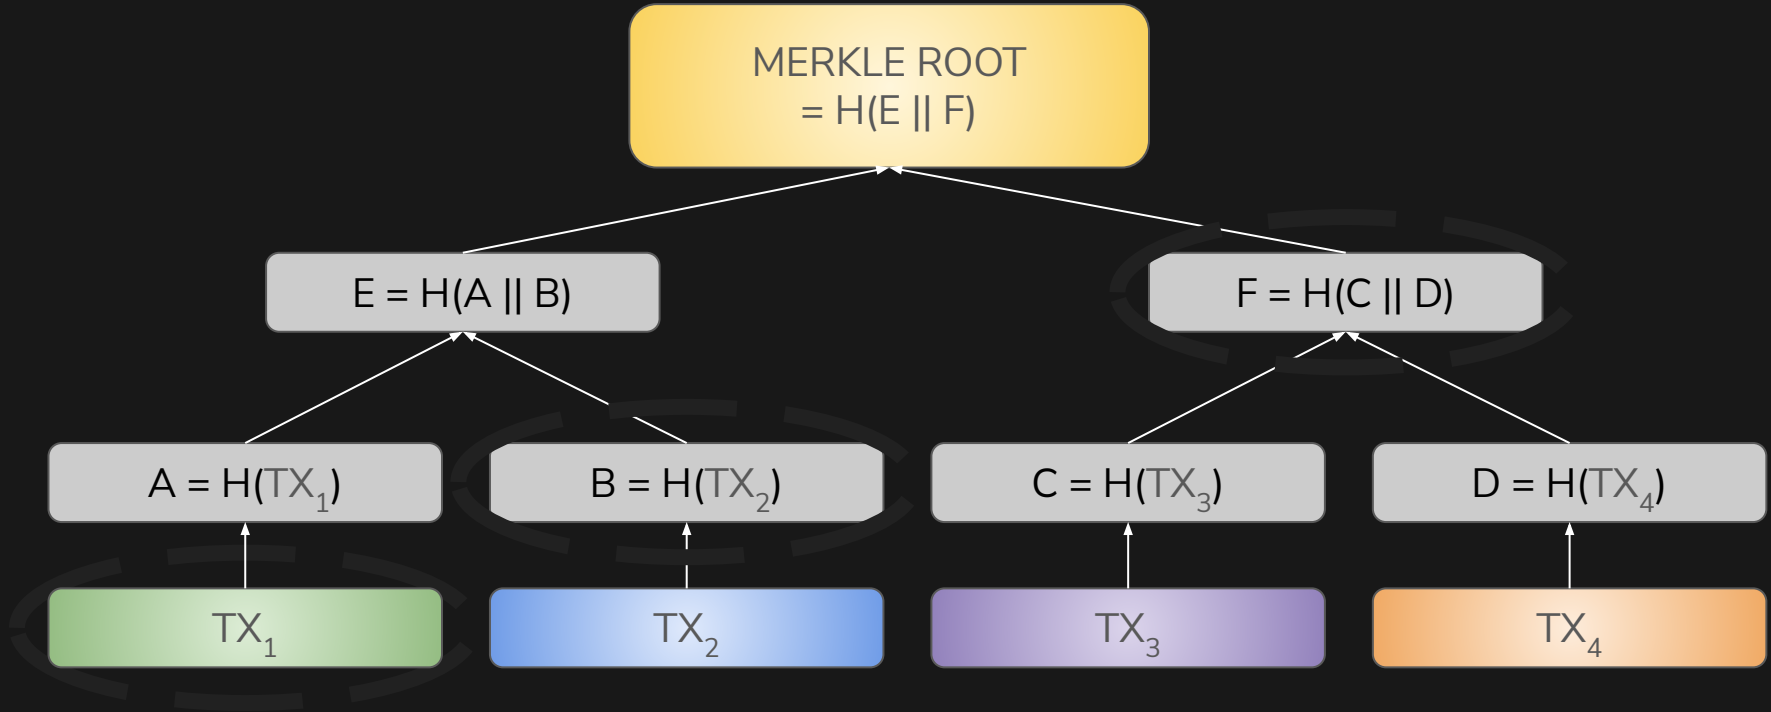 MERKLE ROOT
= H(E || F)
E = H(A || B)
F = H(C || D)
A = H(TX₁)
B = H(TX₂)
C = H(TX₃)
D = H(TX₄)
TX₁
TX₂
TX₃
TX₄